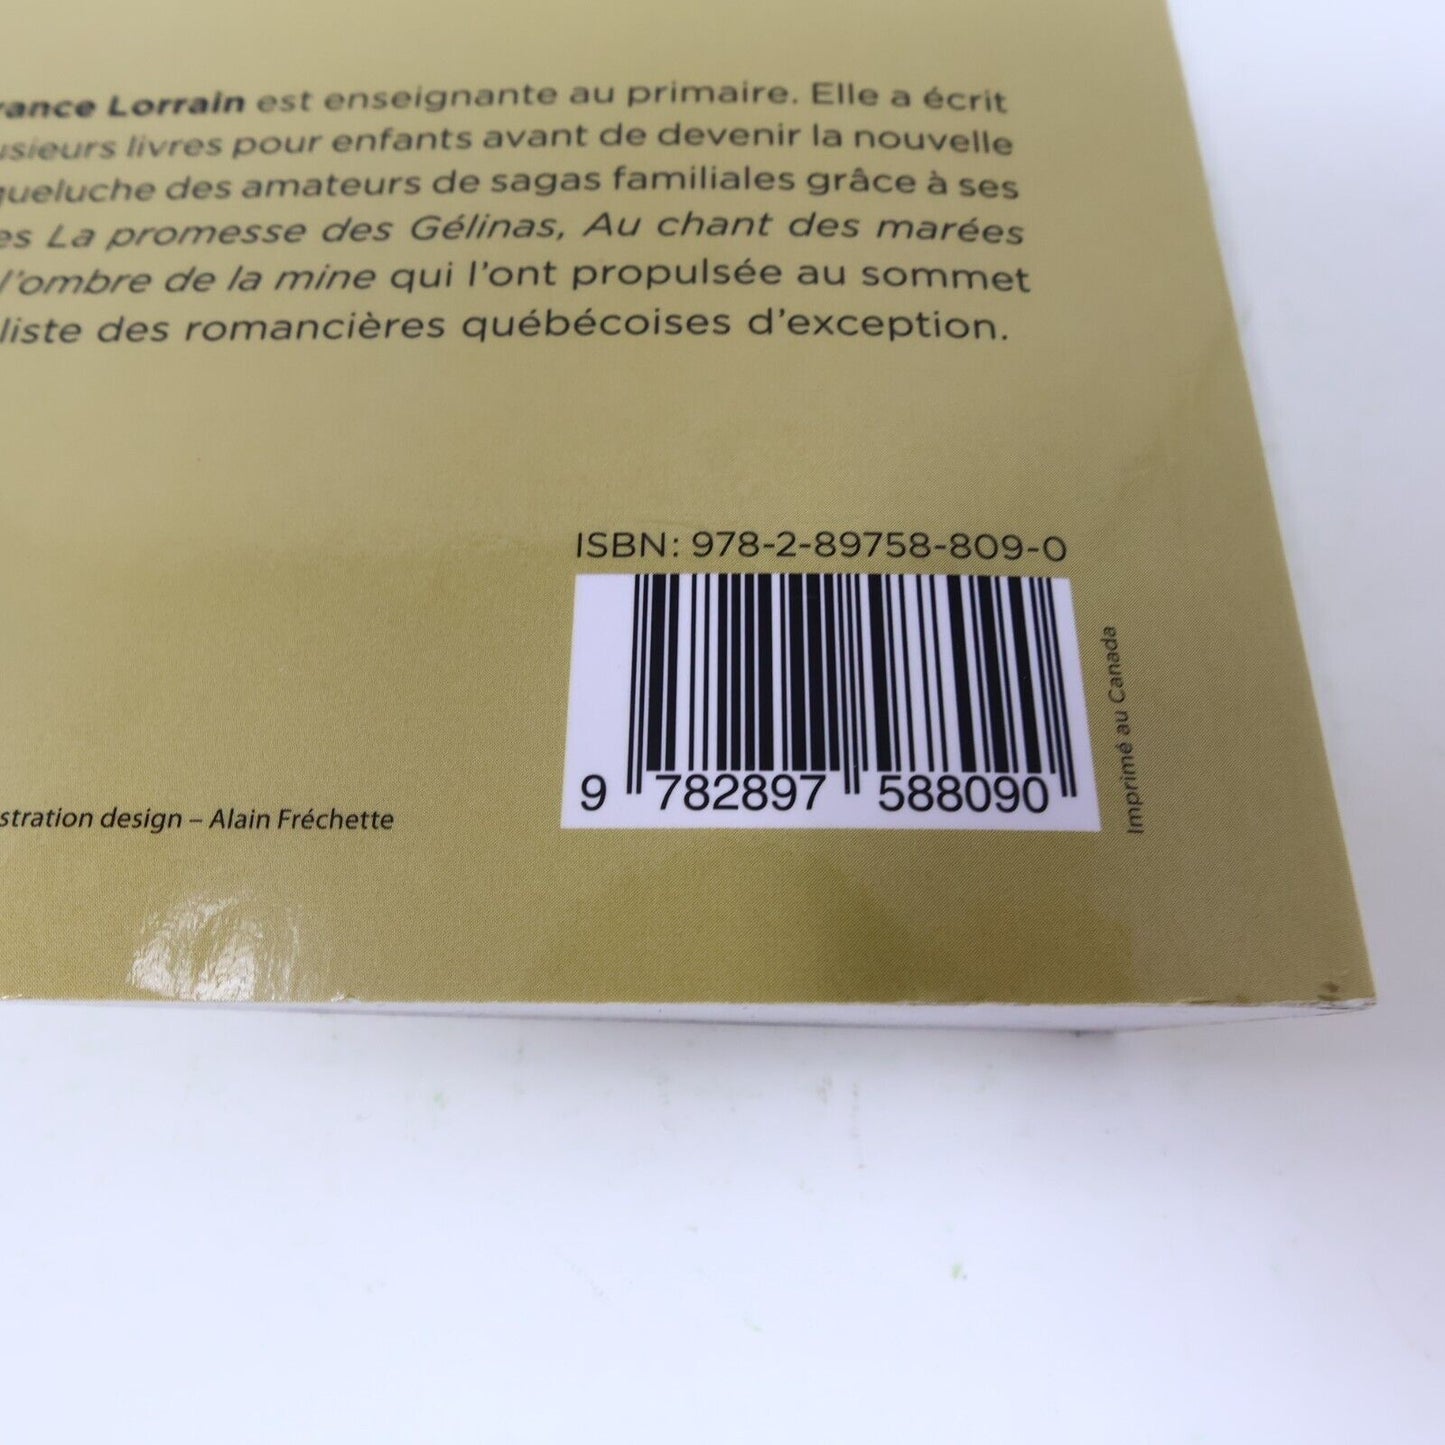 rance Lorrain est enseignante au primaire. Elle a écrit
usieurs livres pour enfants avant de devenir la nouvelle
queluche des amateurs de sagas familiales grâce à ses
es La promesse des Gélinas, Au chant des marées
l'ombre de la mine qui l'ont propulsée au sommet
liste des romancières québécoises d'exception.
ISBN: 978-2-89758-809-0
9 782897 588090
Imprimé au Canada
stration design – Alain Fréchette